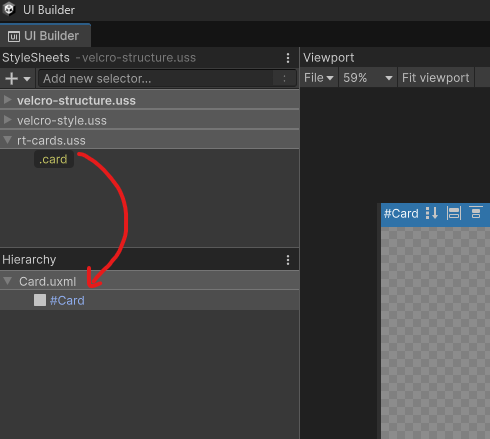 UI Builder
UI Builder
StyleSheets - velcro-structure.uss
Add new selector...
velcro-structure.uss
velcro-style.uss
rt-cards.uss
.card
Hierarchy
Card.uxml
#Card
Viewport
File 59% Fit viewport
#Card